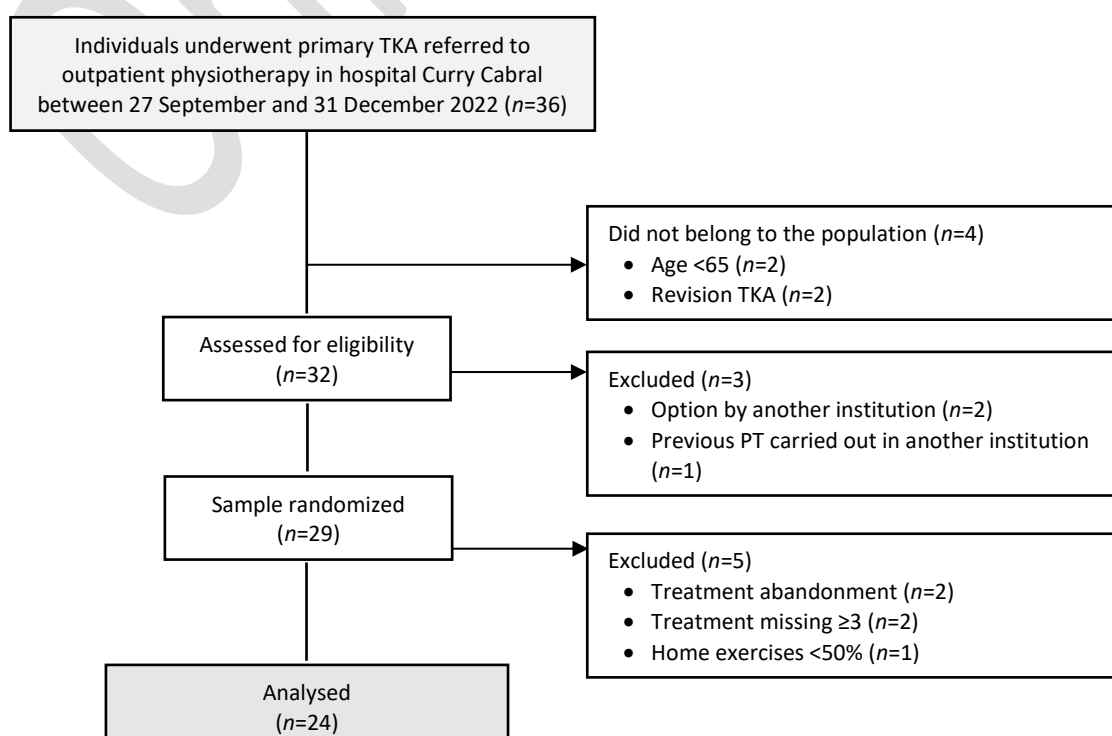 Individuals underwent primary TKA referred to
outpatient physiotherapy in hospital Curry Cabral
between 27 September and 31 December 2022 (n=36)
Did not belong to the population (n=4)
• Age <65 (n=2)
• Revision TKA (n=2)
Assessed for eligibility
(n=32)
Excluded (n=3)
• Option by another institution (n=2)
• Previous PT carried out in another institution
(n=1)
Sample randomized
(n=29)
Excluded (n=5)
• Treatment abandonment (n=2)
• Treatment missing ≥3 (n=2)
• Home exercises <50% (n=1)
Analysed
(n=24)